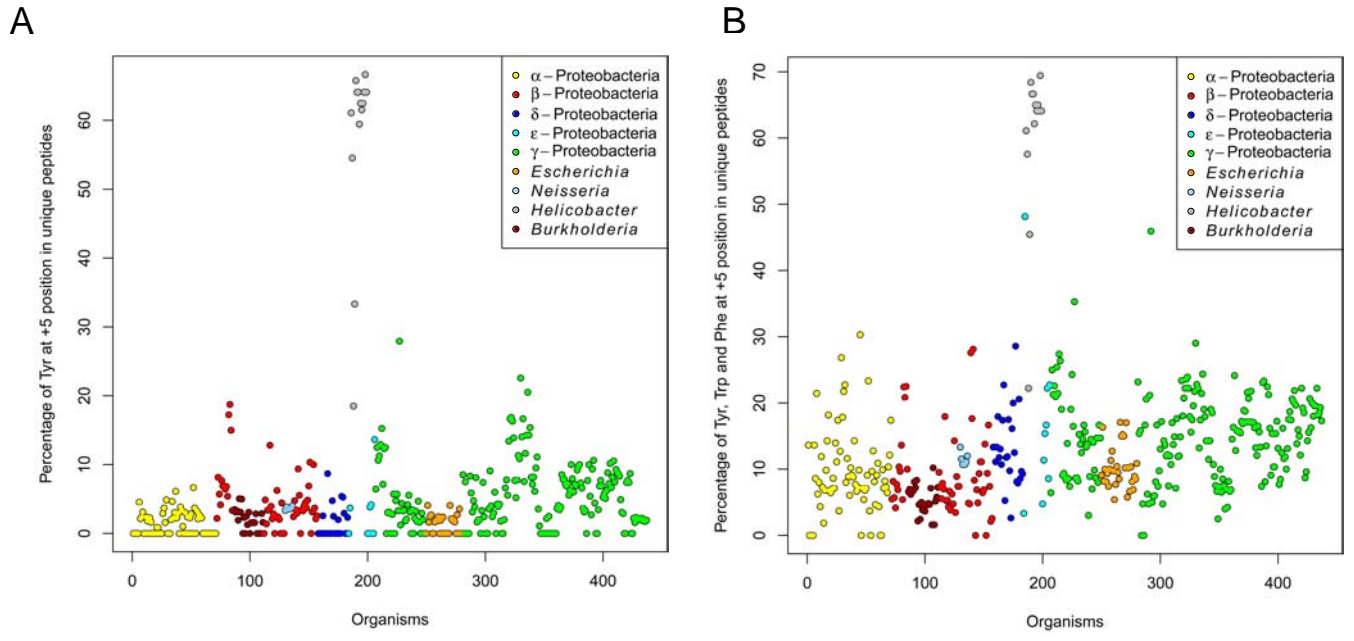 A
Percentage of Tyr at +5 position in unique peptides
60
50
40
30
20
10
0
0
100
200
300
400
Organisms
α – Proteobacteria
β – Proteobacteria
δ – Proteobacteria
ε – Proteobacteria
γ – Proteobacteria
Escherichia
Neisseria
Helicobacter
Burkholderia
B
Percentage of Tyr, Trp and Phe at +5 position in unique peptides
70
60
50
40
30
20
10
0
0
100
200
300
400
Organisms
α – Proteobacteria
β – Proteobacteria
δ – Proteobacteria
ε – Proteobacteria
γ – Proteobacteria
Escherichia
Neisseria
Helicobacter
Burkholderia